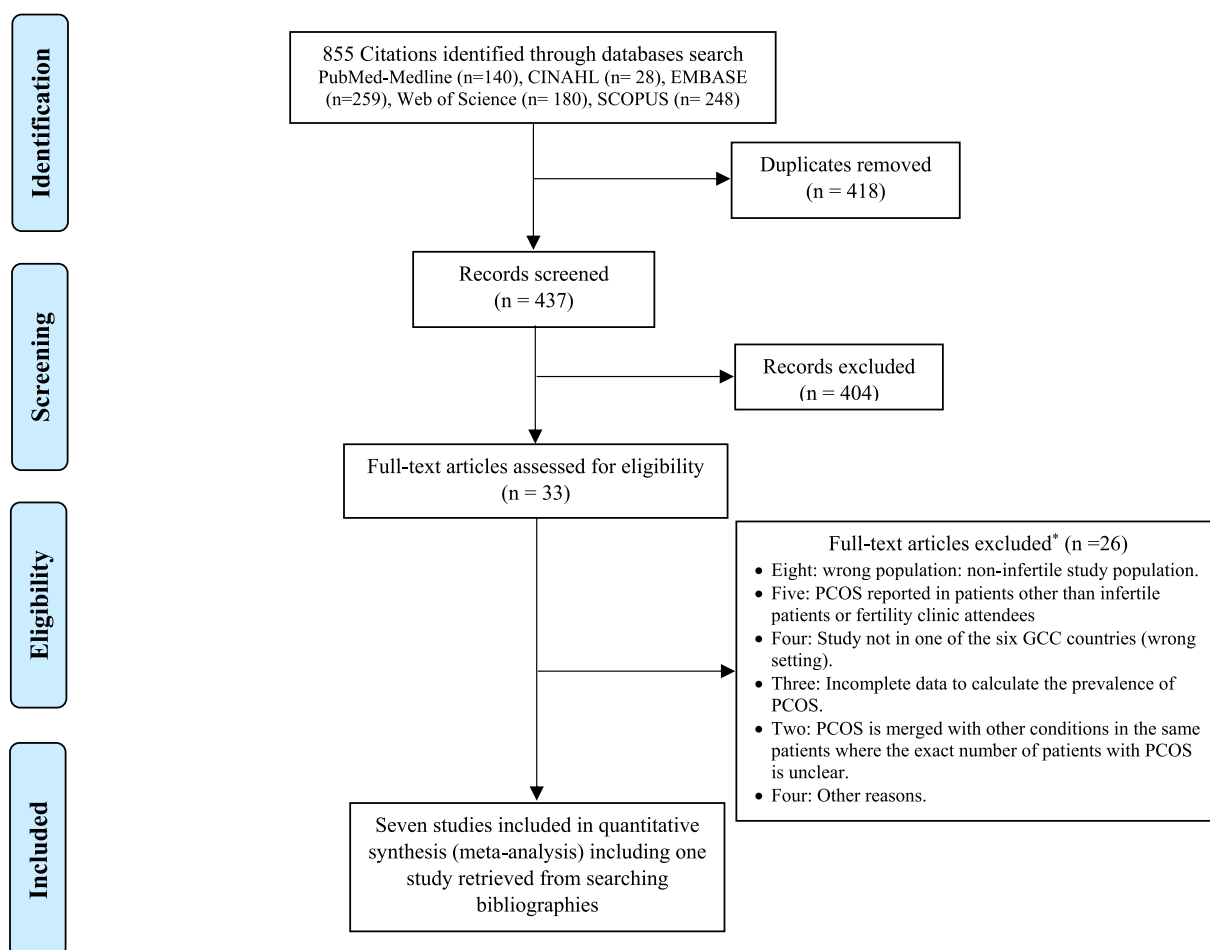 Identification
855 Citations identified through databases search
PubMed-Medline (n=140), CINAHL (n= 28), EMBASE
(n=259), Web of Science (n= 180), SCOPUS (n= 248)
Duplicates removed
(n = 418)
Screening
Records screened
(n = 437)
Records excluded
(n = 404)
Eligibility
Full-text articles assessed for eligibility
(n = 33)
Full-text articles excluded* (n =26)
• Eight: wrong population: non-infertile study population.
• Five: PCOS reported in patients other than infertile
patients or fertility clinic attendees
• Four: Study not in one of the six GCC countries (wrong
setting).
• Three: Incomplete data to calculate the prevalence of
PCOS.
• Two: PCOS is merged with other conditions in the same
patients where the exact number of patients with PCOS
is unclear.
• Four: Other reasons.
Included
Seven studies included in quantitative
synthesis (meta-analysis) including one
study retrieved from searching
bibliographies